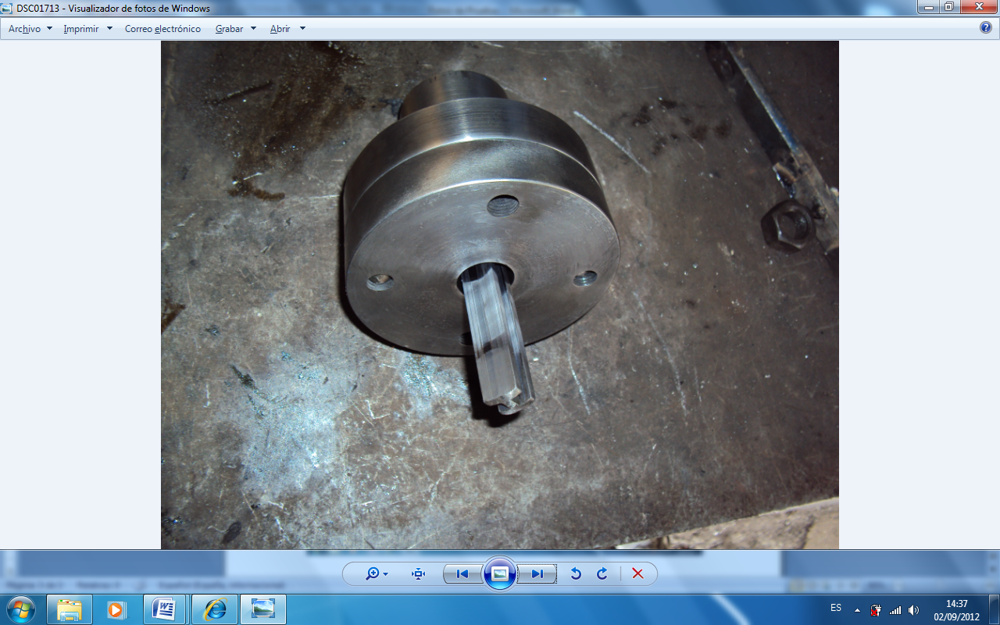 DSC01713 - Visualizador de fotos de Windows
Archivo Imprimir Correo electrónico Grabar Abrir
ES
14:37
02/09/2012